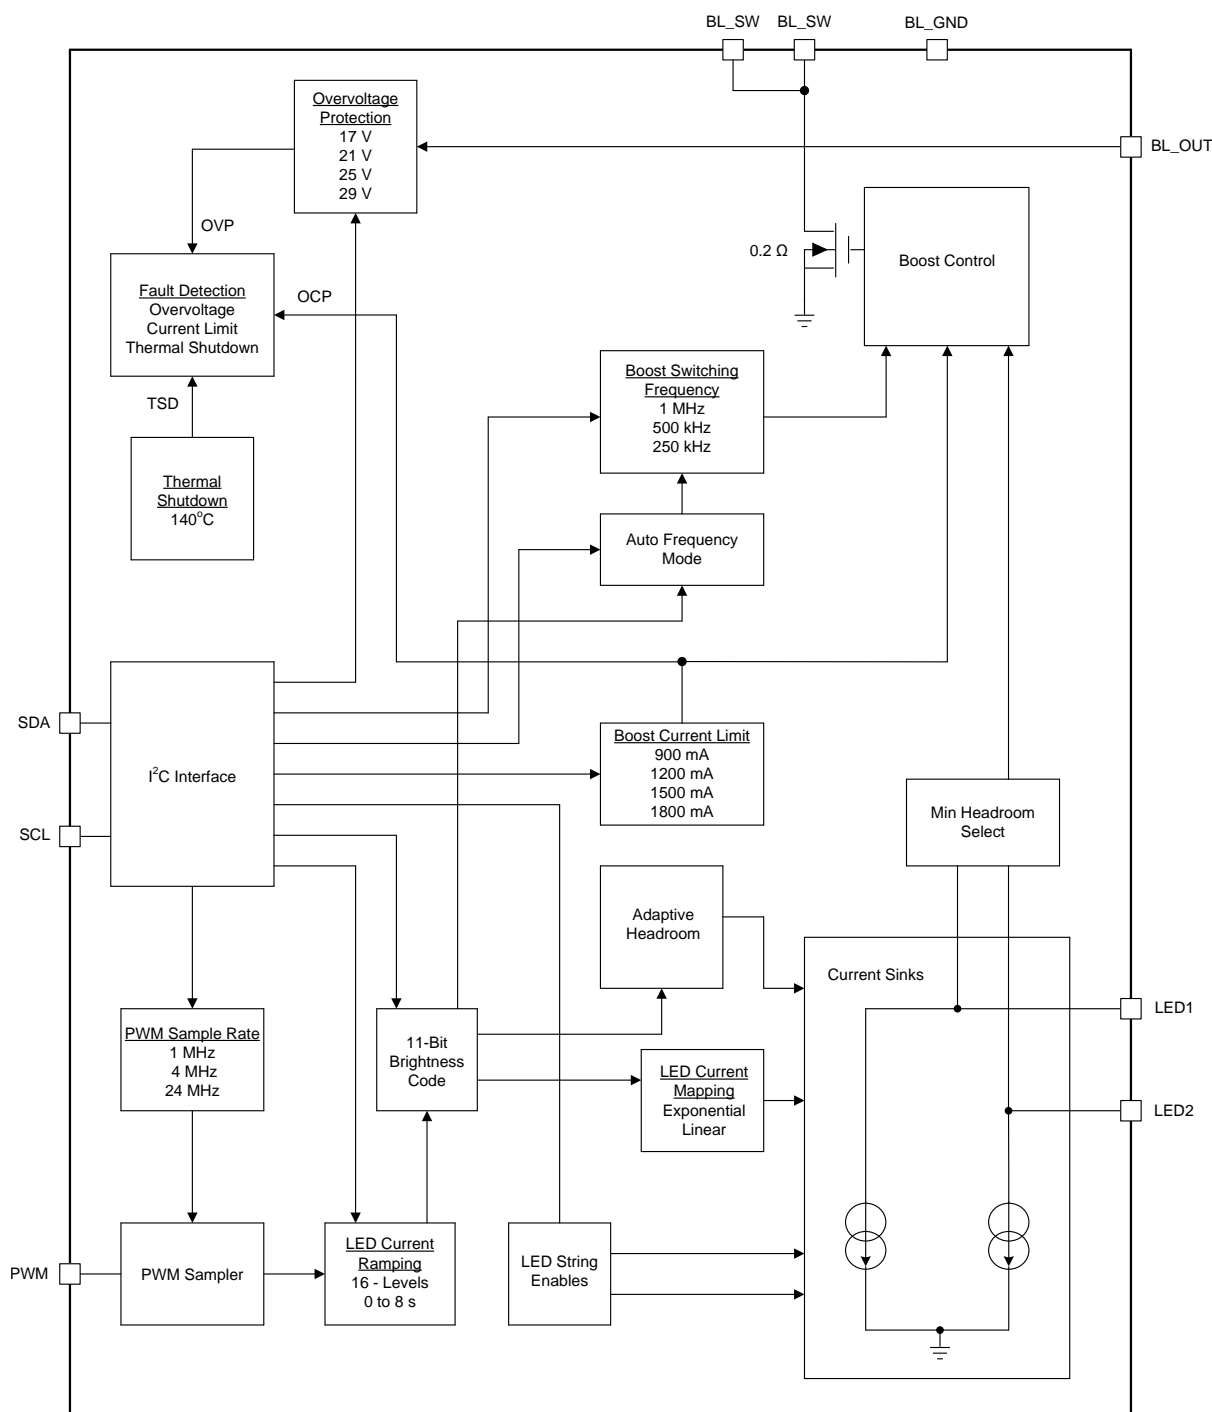 BL_SW
BL_SW
BL_GND
Overvoltage
Protection
17 V
21 V
25 V
29 V
BL_OUT
OVP
0.2 Ω
Boost Control
Fault Detection
Overvoltage
Current Limit
Thermal Shutdown
OCP
TSD
Boost Switching
Frequency
1 MHz
500 kHz
250 kHz
Thermal
Shutdown
140°C
Auto Frequency
Mode
SDA
I²C Interface
SCL
Boost Current Limit
900 mA
1200 mA
1500 mA
1800 mA
Min Headroom
Select
Adaptive
Headroom
Current Sinks
LED1
PWM Sample Rate
1 MHz
4 MHz
24 MHz
11-Bit
Brightness
Code
LED Current
Mapping
Exponential
Linear
LED2
PWM
PWM Sampler
LED Current
Ramping
16 - Levels
0 to 8 s
LED String
Enables